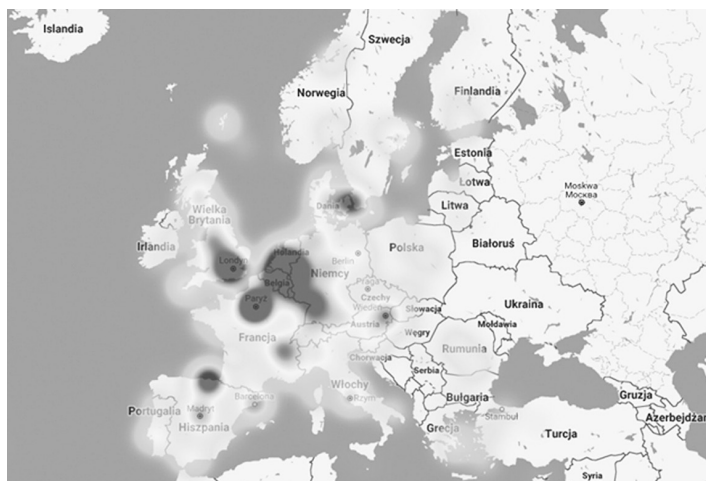 Islandia
Szwecja
Norwegia
Finlandia
Estonia
Łotwa
Litwa
Moskwa
Москва
Dania
Wielka
Brytania
Irlandia
Londyn
Holandia
Belgia
Berlin
Niemcy
Polska
Białoruś
Paryż
Praga
Czechy
Wiedeń
Słowacja
Ukraina
Francja
Austria
Węgry
Mołdawia
Chorwacja
Rumunia
Serbia
Włochy
Rzym
Bułgaria
Barcelona
Madryt
Portugalia
Hiszpania
Grecja
Stambuł
Turcja
Gruzja
Azerbejdżan
Syria